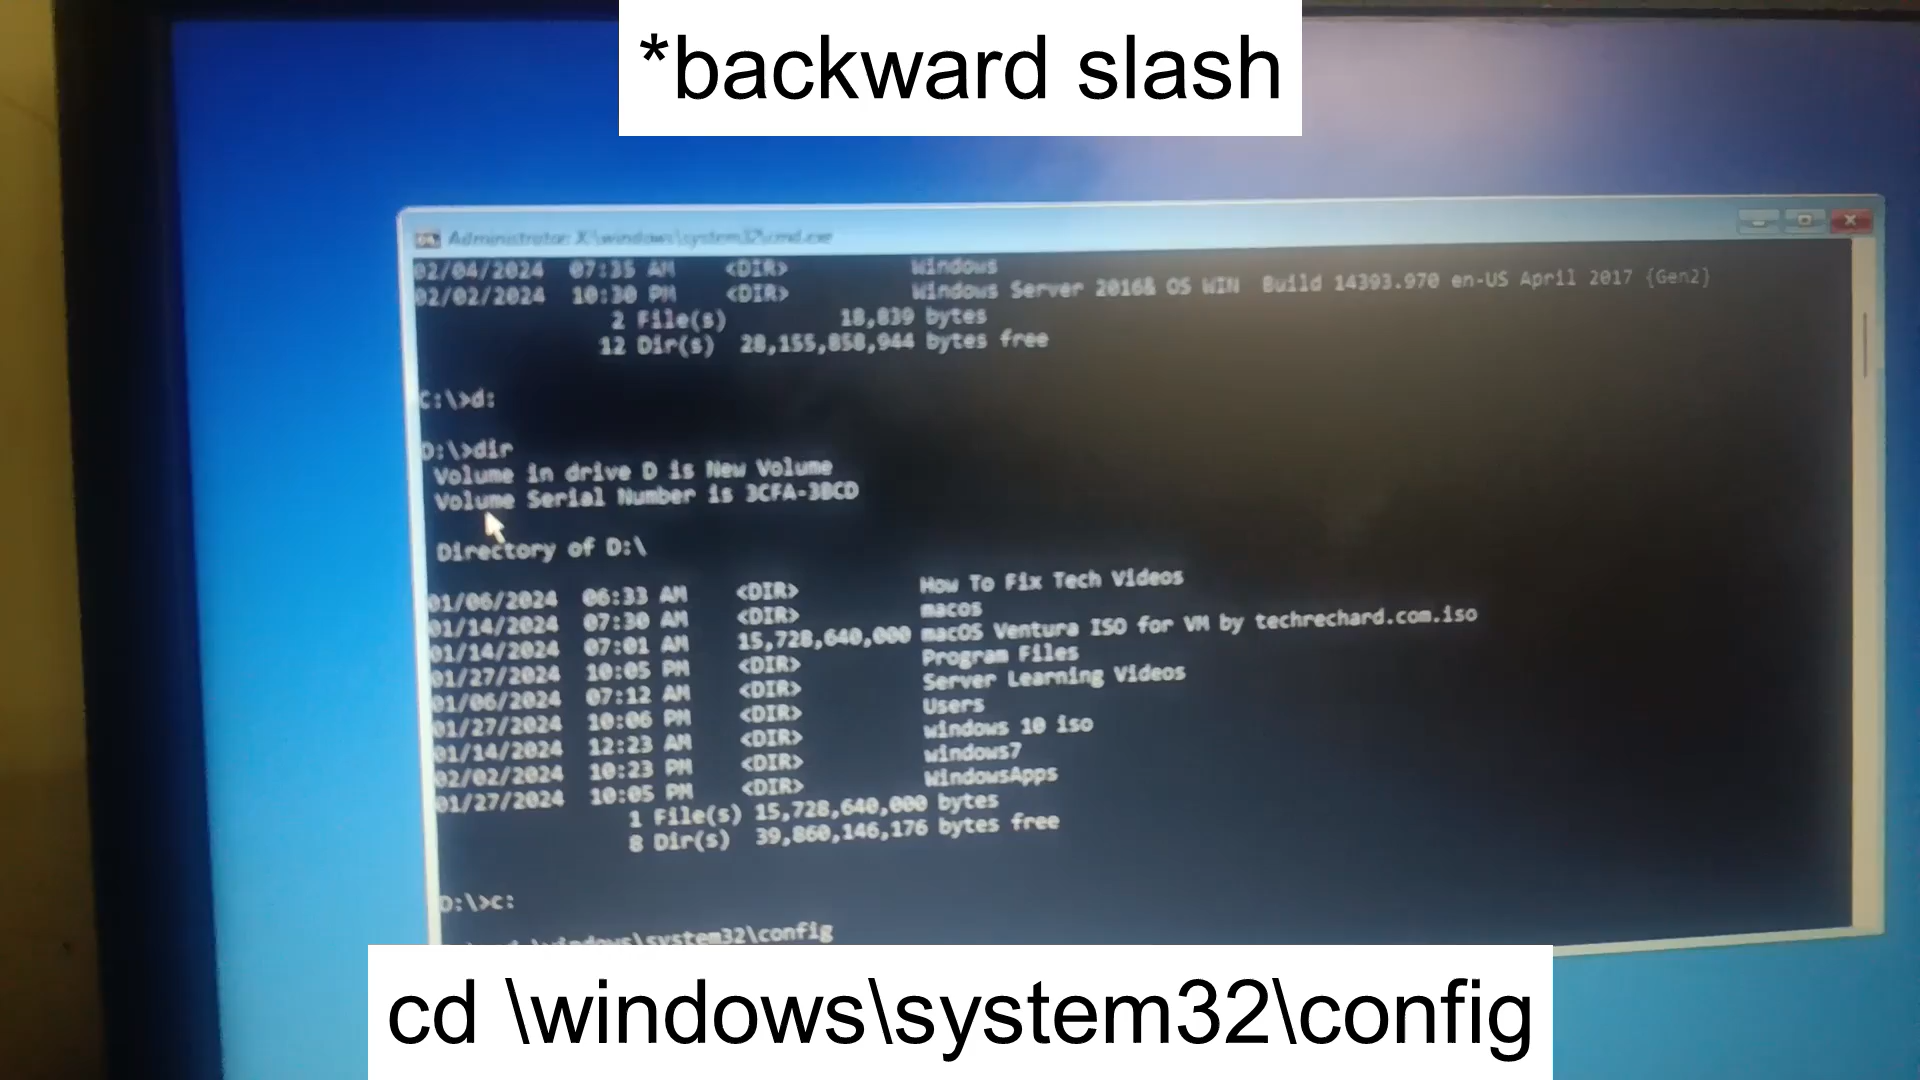 *backward slash
Administrator: X:\windows\system32\cmd.exe
02/04/2024 07:35 AM <DIR> Windows
02/02/2024 10:30 PM <DIR> Windows Server 2016& OS WIN Build 14393.970 en-US April 2017 {Gen2}
2 File(s) 18,839 bytes
12 Dir(s) 28,155,858,944 bytes free
C:\>d:
D:\>dir
Volume in drive D is New Volume
Volume Serial Number is 3CFA-3BCD
Directory of D:\
01/06/2024 06:33 AM <DIR> How To Fix Tech Videos
01/14/2024 07:30 AM <DIR> macos
01/14/2024 07:01 AM 15,728,640,000 macOS Ventura ISO for VM by techrechard.com.iso
01/27/2024 10:05 PM <DIR> Program Files
01/06/2024 07:12 AM <DIR> Server Learning Videos
01/27/2024 10:06 PM <DIR> Users
01/14/2024 12:23 AM <DIR> windows 10 iso
02/02/2024 10:23 PM <DIR> windows7
01/27/2024 10:05 PM <DIR> WindowsApps
1 File(s) 15,728,640,000 bytes
8 Dir(s) 39,860,146,176 bytes free
D:\>c:
\windows\system32\config
cd \windows\system32\config